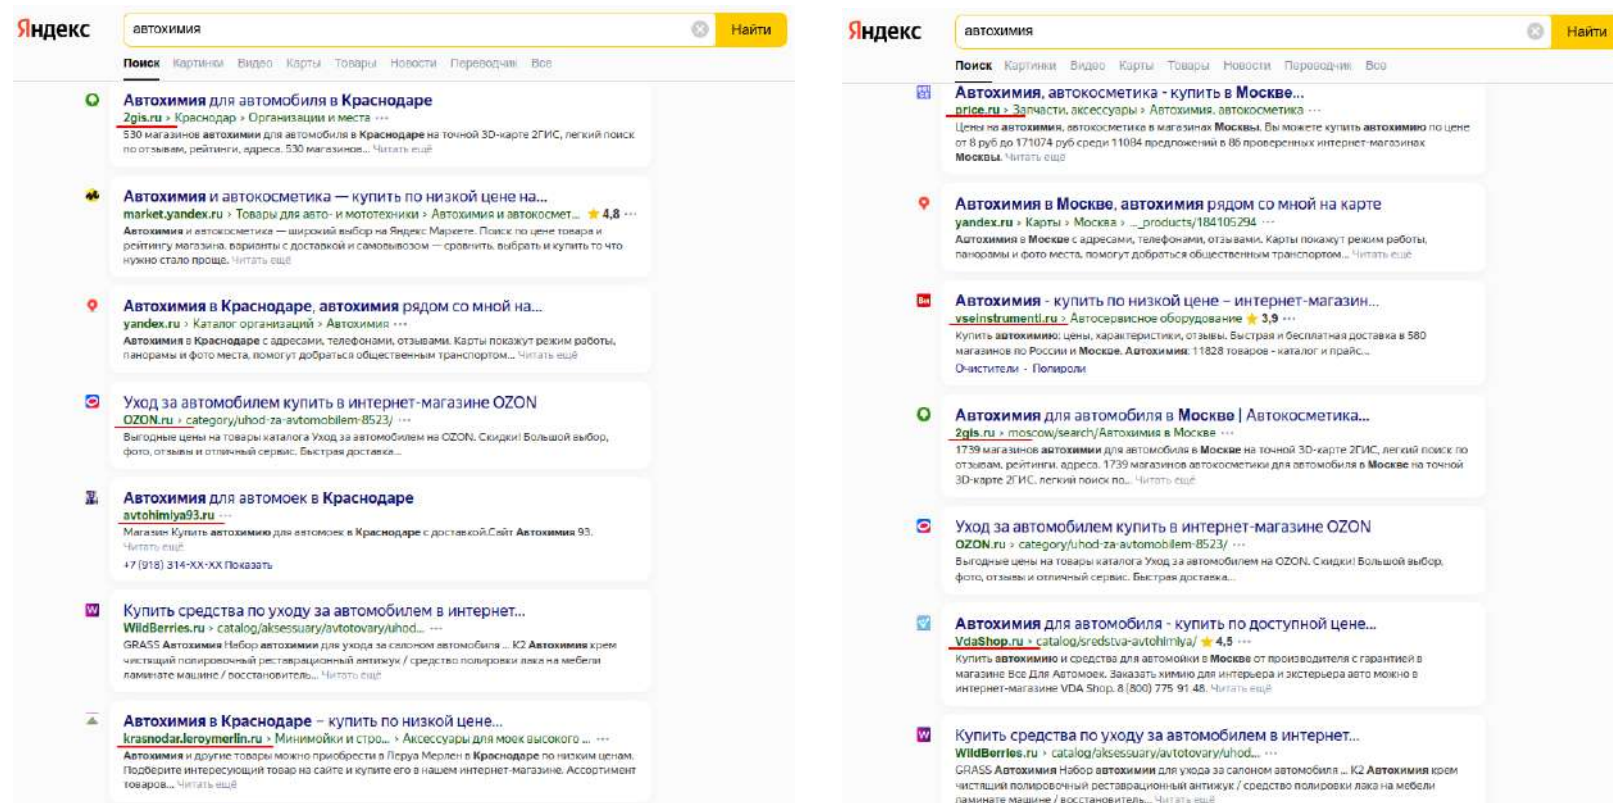 Яндекс
автохимия
Найти
Поиск Картинки Видео Карты Товары Новости Переводчик Все
Автохимия для автомобиля в Краснодаре
2gis.ru › Краснодар › Организации и места ···
530 магазинов автохимии для автомобиля в Краснодаре на точной 3D-карте 2ГИС, легкий поиск
по отзывам, рейтинги, адреса. 530 магазинов... Читать ещё
Автохимия и автокосметика — купить по низкой цене на...
market.yandex.ru › Товары для авто- и мототехники › Автохимия и автокосмет... 4,8 ···
Автохимия и автокосметика — широкий выбор на Яндекс Маркете. Поиск по цене товара и
рейтингу магазина, варианты с доставкой и самовывозом — сравнить, выбрать и купить то что
нужно стало проще. Читать ещё
Автохимия в Краснодаре, автохимия рядом со мной на...
yandex.ru › Каталог организаций › Автохимия ···
Автохимия в Краснодаре с адресами, телефонами, отзывами. Карты покажут режим работы,
панорамы и фото места, помогут добраться общественным транспортом... Читать ещё
Уход за автомобилем купить в интернет-магазине OZON
OZON.ru › category/uhod-za-avtomobilem-8523/ ···
Выгодные цены на товары каталога Уход за автомобилем на OZON. Скидки! Большой выбор,
фото, отзывы и отличный сервис. Быстрая доставка...
Автохимия для автомоек в Краснодаре
avtohimiya93.ru ···
Магазин Купить автохимию для автомоек в Краснодаре с доставкой.Сайт Автохимия 93.
Читать ещё
+7 (918) 314-XX-XX Показать
Купить средства по уходу за автомобилем в интернет...
WildBerries.ru › catalog/aksessuary/avtotovary/uhod... ···
GRASS Автохимия Набор автохимии для ухода за салоном автомобиля ... K2 Автохимия крем
чистящий полировочный реставрационный антижук / средство полировки лака на мебели
ламинате машине / восстановитель... Читать ещё
Автохимия в Краснодаре – купить по низкой цене...
krasnodar.leroymerlin.ru › Минимойки и стро... › Аксессуары для моек высокого ... ···
Автохимия и другие товары можно приобрести в Леруа Мерлен в Краснодаре по низким ценам.
Подберите интересующий товар на сайте и купите его в нашем интернет-магазине. Ассортимент
товаров... Читать ещё
Яндекс
автохимия
Найти
Поиск Картинки Видео Карты Товары Новости Переводчик Все
Автохимия, автокосметика - купить в Москве...
price.ru › Запчасти, аксессуары › Автохимия, автокосметика ···
Цены на автохимия, автокосметика в магазинах Москвы. Вы можете купить автохимию по цене
от 8 руб до 171074 руб среди 11084 предложений в 86 проверенных интернет-магазинах
Москвы. Читать ещё
Автохимия в Москве, автохимия рядом со мной на карте
yandex.ru › Карты › Москва › ..._products/184105294 ···
Автохимия в Москве с адресами, телефонами, отзывами. Карты покажут режим работы,
панорамы и фото места, помогут добраться общественным транспортом... Читать ещё
Автохимия - купить по низкой цене – интернет-магазин...
vseinstrumenti.ru › Автосервисное оборудование 3,9 ···
Купить автохимию: цены, характеристики, отзывы. Быстрая и бесплатная доставка в 580
магазинов по России и Москве. Автохимия: 11828 товаров - каталог и прайс...
Очистители - Полироли
Автохимия для автомобиля в Москве | Автокосметика...
2gis.ru › moscow/search/Автохимия в Москве ···
1739 магазинов автохимии для автомобиля в Москве на точной 3D-карте 2ГИС, легкий поиск по
отзывам, рейтинги, адреса. 1739 магазинов автокосметики для автомобиля в Москве на точной
3D-карте 2ГИС, легкий поиск по... Читать ещё
Уход за автомобилем купить в интернет-магазине OZON
OZON.ru › category/uhod-za-avtomobilem-8523/ ···
Выгодные цены на товары каталога Уход за автомобилем на OZON. Скидки! Большой выбор,
фото, отзывы и отличный сервис. Быстрая доставка...
Автохимия для автомобиля - купить по доступной цене...
VdaShop.ru › catalog/sredstva-avtohimiya/ 4,5 ···
Купить автохимию и средства для автомойки в Москве от производителя с гарантией в
магазине Все Для Автомоек. Заказать химию для интерьера и экстерьера авто можно в
интернет-магазине VDA Shop. 8 (800) 775 91 48. Читать ещё
Купить средства по уходу за автомобилем в интернет...
WildBerries.ru › catalog/aksessuary/avtotovary/uhod... ···
GRASS Автохимия Набор автохимии для ухода за салоном автомобиля ... K2 Автохимия крем
чистящий полировочный реставрационный антижук / средство полировки лака на мебели
ламинате машине / восстановитель... Читать ещё